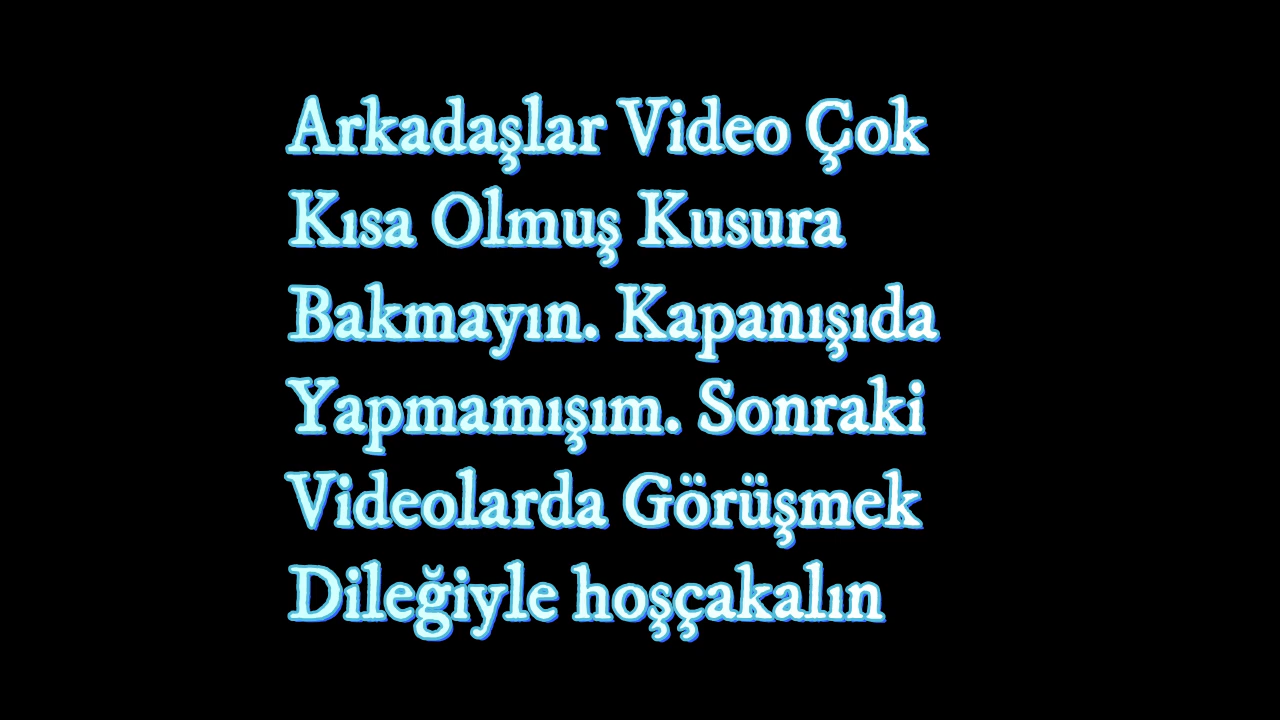 Arkadaşlar Video Çok
Kısa Olmuş Kusura
Bakmayın. Kapanışıda
Yapmamışım. Sonraki
Videolarda Görüşmek
Dileğiyle hoşçakalın